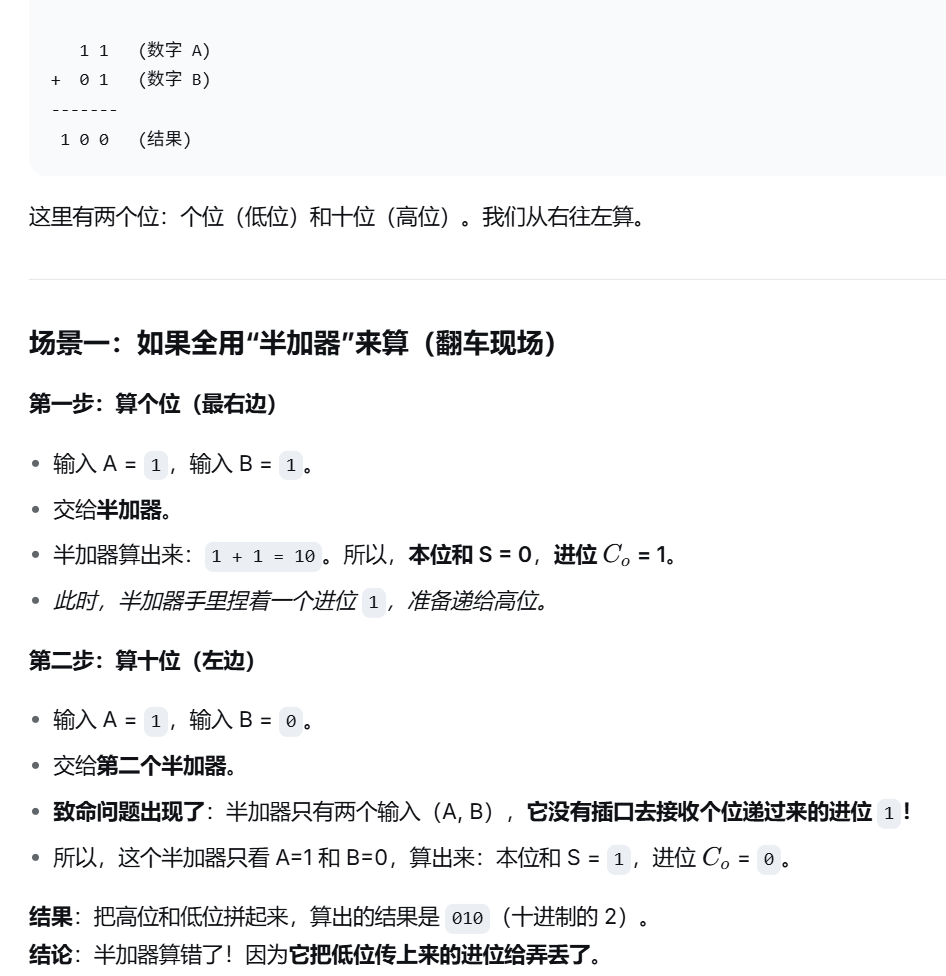 1 1 (数字 A)
+ 0 1 (数字 B)
-------
1 0 0 (结果)
这里有两个位：个位（低位）和十位（高位）。我们从右往左算。
场景一：如果全用“半加器”来算（翻车现场）
第一步：算个位（最右边）
• 输入 A = 1，输入 B = 1。
• 交给半加器。
• 半加器算出来：1 + 1 = 10。所以，本位和 S = 0，进位 Cₒ = 1。
• 此时，半加器手里捏着一个进位 1，准备递给高位。
第二步：算十位（左边）
• 输入 A = 1，输入 B = 0。
• 交给第二个半加器。
• 致命问题出现了：半加器只有两个输入（A, B），它没有插口去接收个位递过来的进位 1！
• 所以，这个半加器只看 A=1 和 B=0，算出来：本位和 S = 1，进位 Cₒ = 0。
结果：把高位和低位拼起来，算出的结果是 010（十进制的 2）。
结论：半加器算错了！因为它把低位传上来的进位给弄丢了。